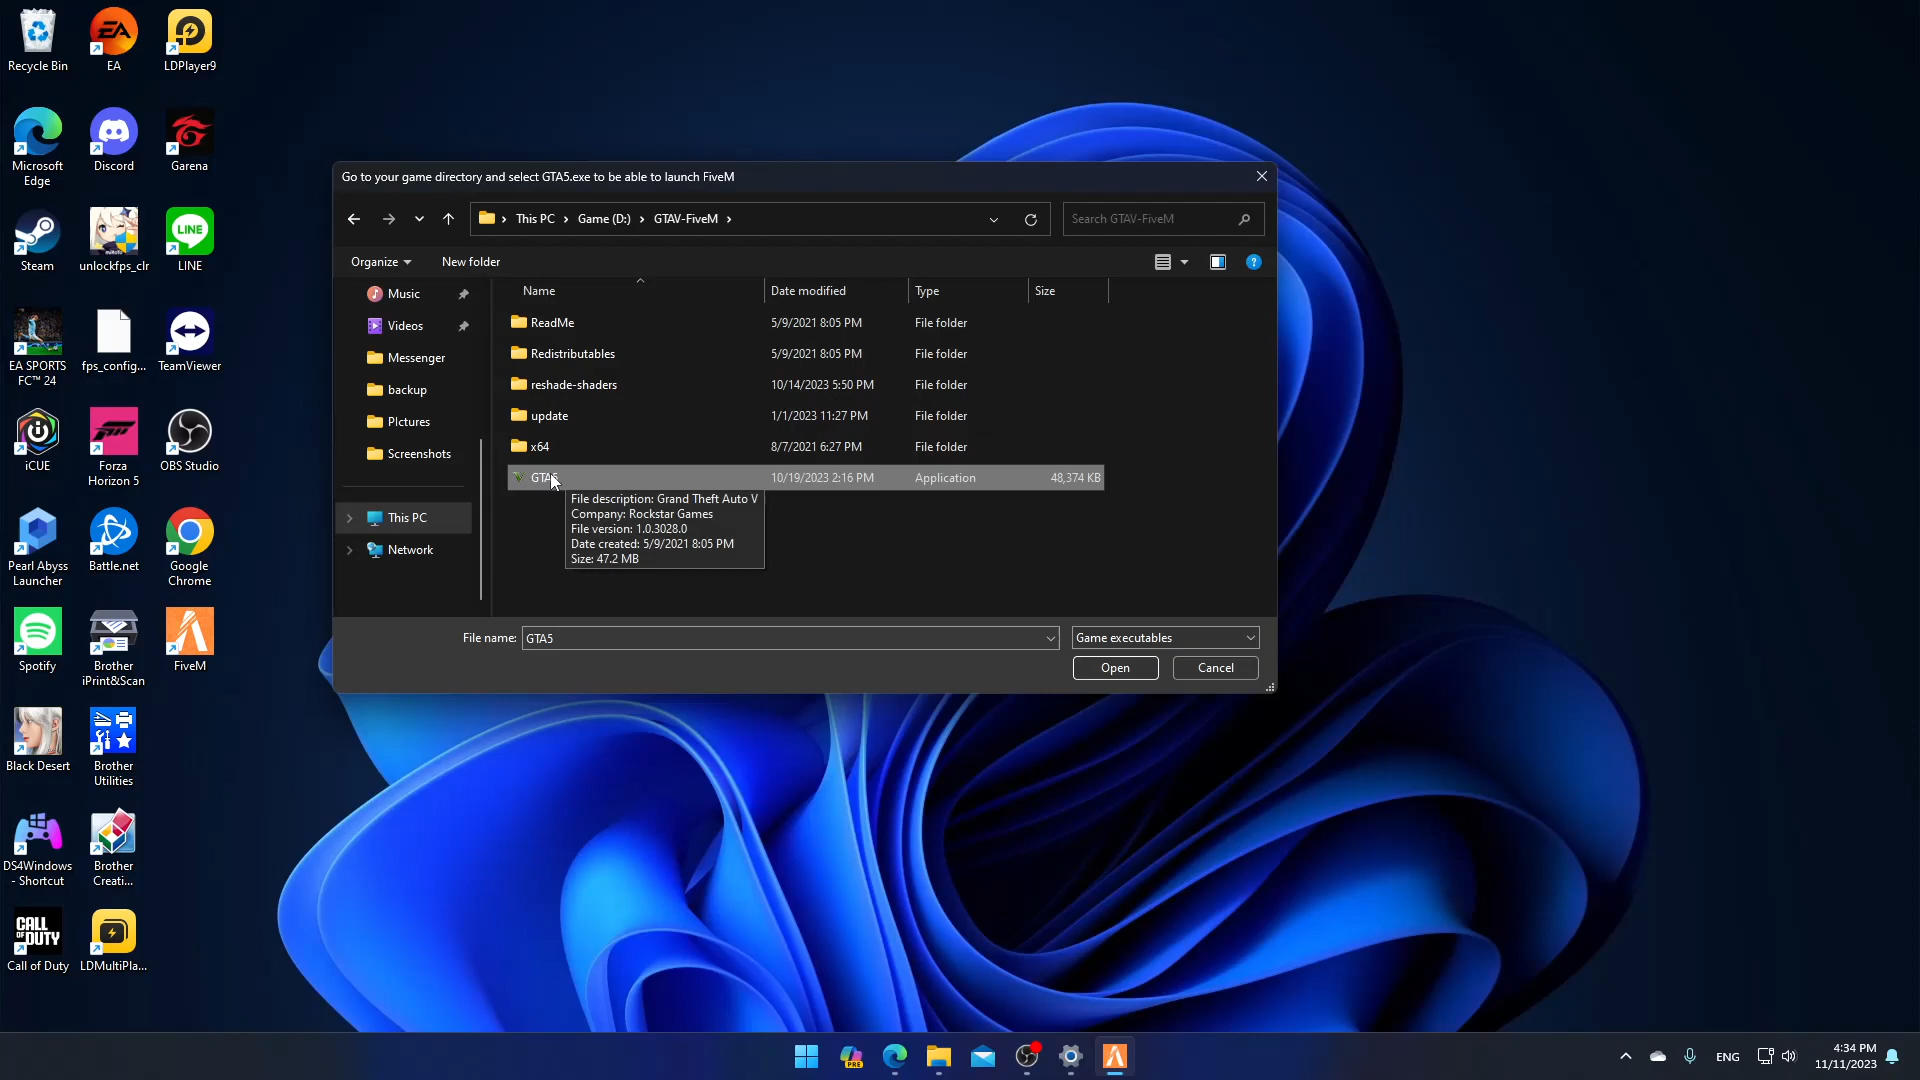 Recycle Bin
EA
LDPlayer9
Microsoft
Edge
Discord
Garena
Steam
unlockfps_clr
LINE
EA SPORTS
FC™ 24
fps_config...
TeamViewer
iCUE
Forza
Horizon 5
OBS Studio
Pearl Abyss
Launcher
Battle.net
Google
Chrome
Spotify
Brother
iPrint&Scan
FiveM
Black Desert
Brother
Utilities
DS4Windows
- Shortcut
Brother
Creati...
CALL OF DUTY
Call of Duty
LDMultiPla...
Go to your game directory and select GTA5.exe to be able to launch FiveM
This PC > Game (D:) > GTAV-FiveM >
Search GTAV-FiveM
Organize
New folder
Music
Videos
Messenger
backup
PIctures
Screenshots
This PC
Network
Name Date modified Type Size
ReadMe 5/9/2021 8:05 PM File folder
Redistributables 5/9/2021 8:05 PM File folder
reshade-shaders 10/14/2023 5:50 PM File folder
update 1/1/2023 11:27 PM File folder
x64 8/7/2021 6:27 PM File folder
GTA5 10/19/2023 2:16 PM Application 48,374 KB
File description: Grand Theft Auto V
Company: Rockstar Games
File version: 1.0.3028.0
Date created: 5/9/2021 8:05 PM
Size: 47.2 MB
File name: GTA5
Game executables
Open
Cancel
PRE
ENG
4:34 PM
11/11/2023